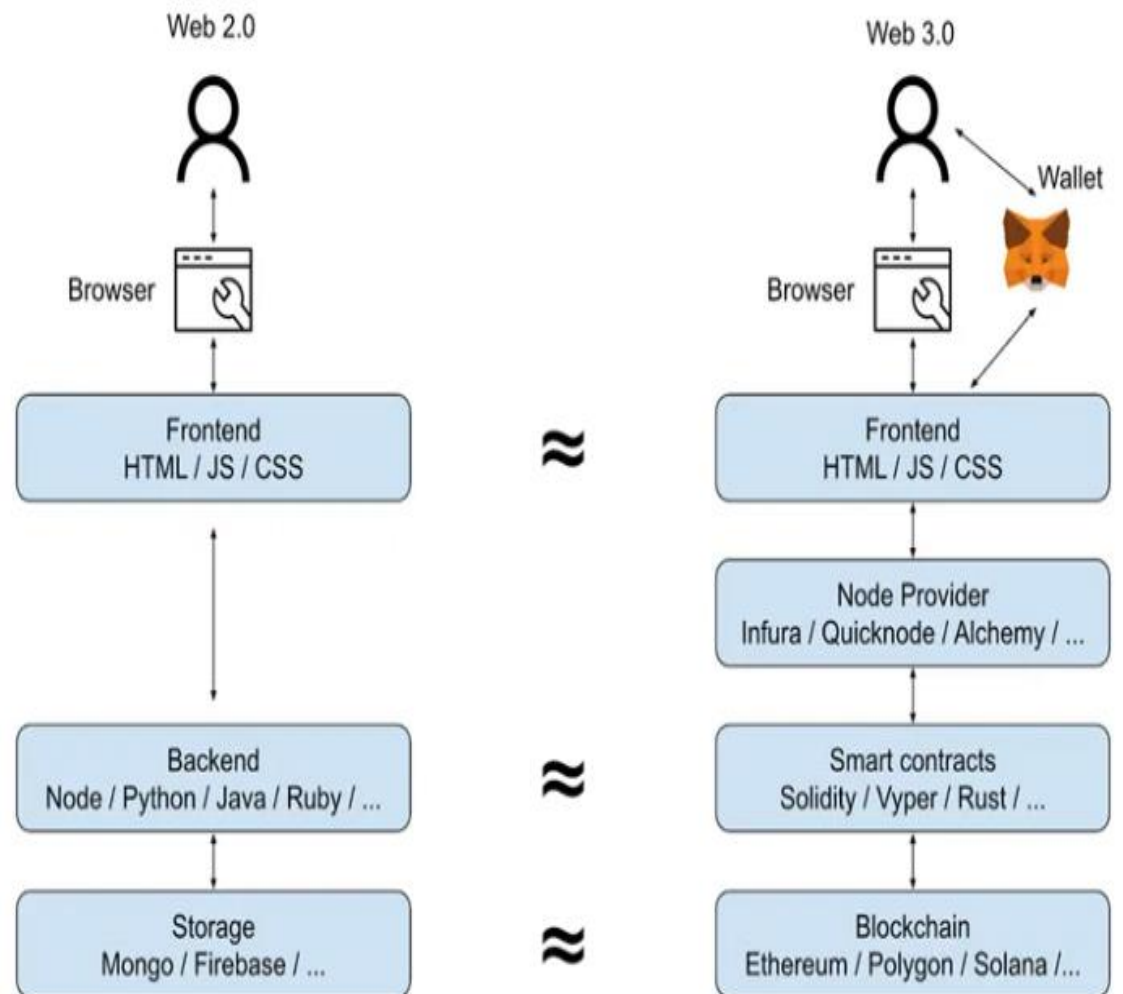 Web 2.0
Web 3.0
Wallet
Browser
Browser
Frontend
HTML / JS / CSS
Frontend
HTML / JS / CSS
Node Provider
Infura / Quicknode / Alchemy / ...
Backend
Node / Python / Java / Ruby / ...
Smart contracts
Solidity / Vyper / Rust / ...
Storage
Mongo / Firebase / ...
Blockchain
Ethereum / Polygon / Solana /...